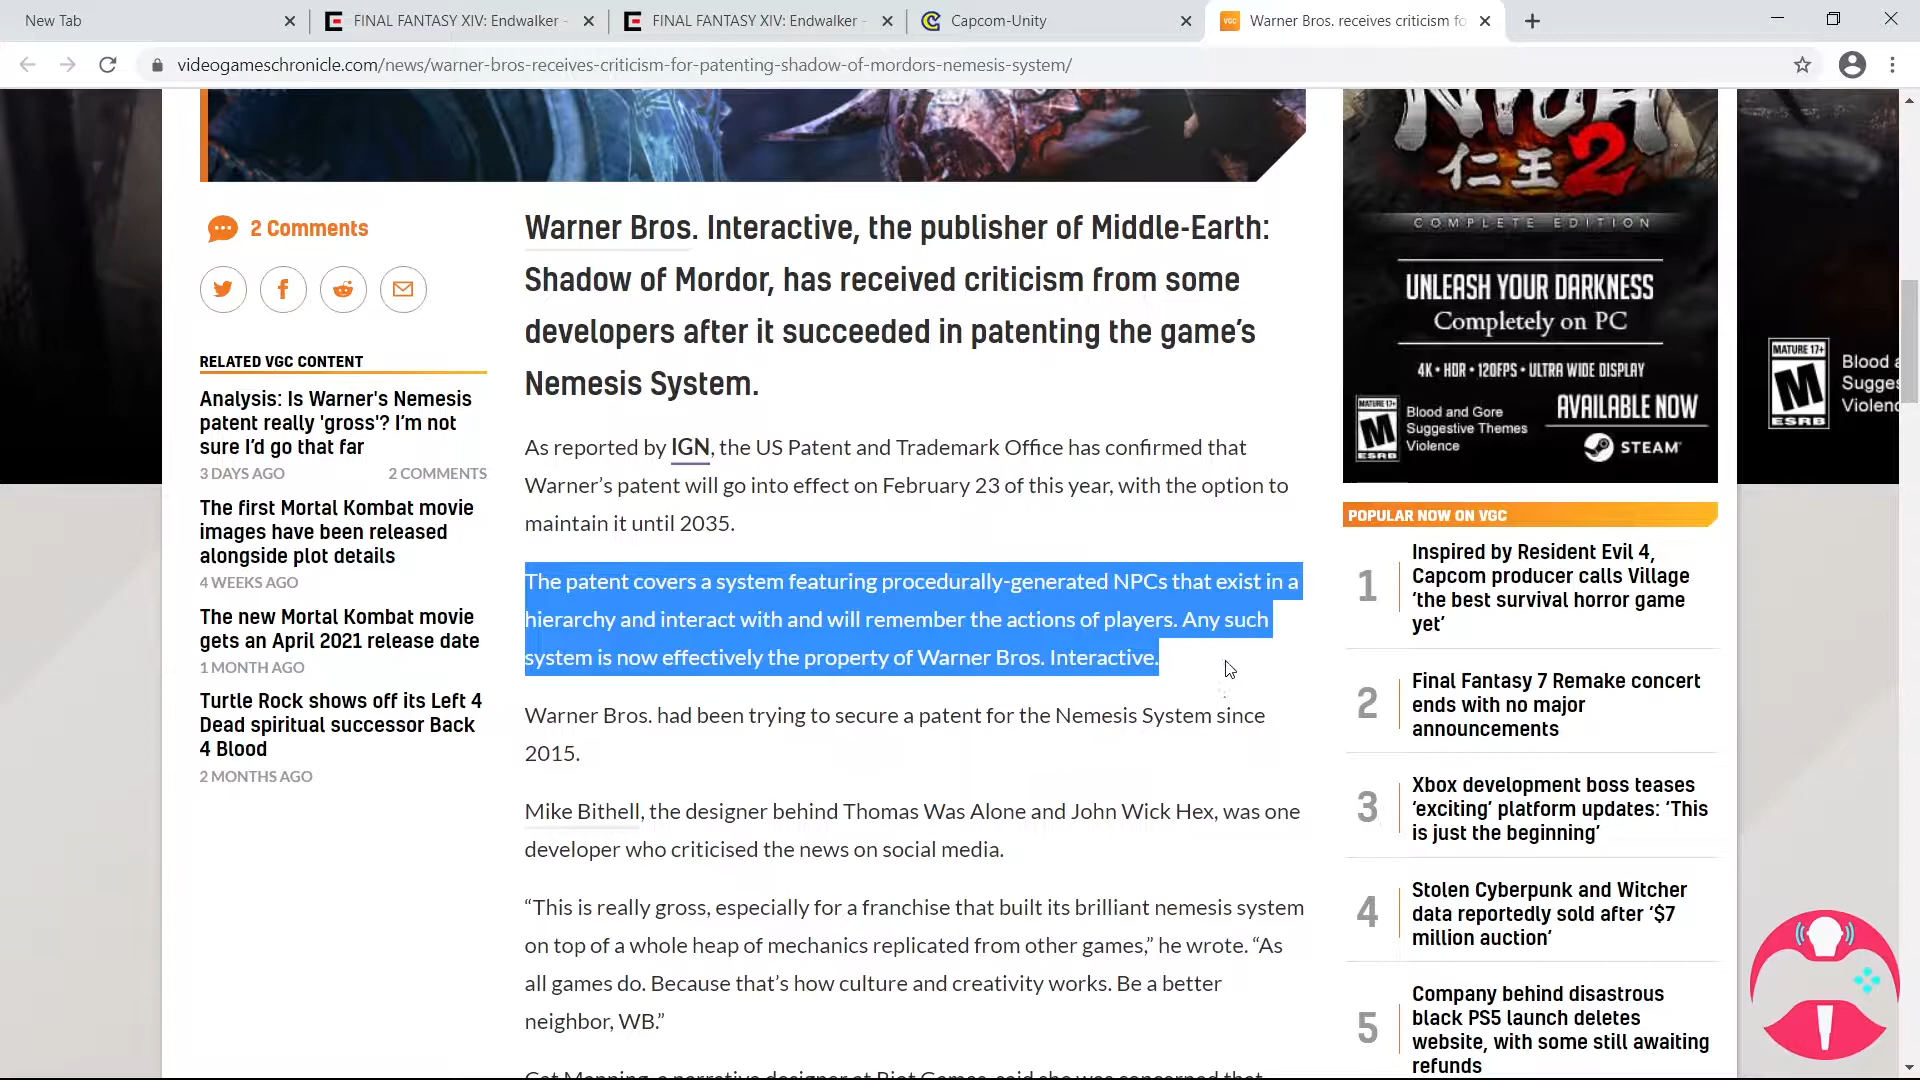 New Tab
FINAL FANTASY XIV: Endwalker -
FINAL FANTASY XIV: Endwalker -
Capcom-Unity
VGC
Warner Bros. receives criticism fo
videogameschronicle.com/news/warner-bros-receives-criticism-for-patenting-shadow-of-mordors-nemesis-system/
2 Comments
RELATED VGC CONTENT
Analysis: Is Warner's Nemesis
patent really 'gross'? I'm not
sure I'd go that far
3 DAYS AGO
2 COMMENTS
The first Mortal Kombat movie
images have been released
alongside plot details
4 WEEKS AGO
The new Mortal Kombat movie
gets an April 2021 release date
1 MONTH AGO
Turtle Rock shows off its Left 4
Dead spiritual successor Back
4 Blood
2 MONTHS AGO
Warner Bros. Interactive, the publisher of Middle-Earth:
Shadow of Mordor, has received criticism from some
developers after it succeeded in patenting the game's
Nemesis System.
As reported by IGN, the US Patent and Trademark Office has confirmed that
Warner's patent will go into effect on February 23 of this year, with the option to
maintain it until 2035.
The patent covers a system featuring procedurally-generated NPCs that exist in a
hierarchy and interact with and will remember the actions of players. Any such
system is now effectively the property of Warner Bros. Interactive.
Warner Bros. had been trying to secure a patent for the Nemesis System since
2015.
Mike Bithell, the designer behind Thomas Was Alone and John Wick Hex, was one
developer who criticised the news on social media.
“This is really gross, especially for a franchise that built its brilliant nemesis system
on top of a whole heap of mechanics replicated from other games,” he wrote. “As
all games do. Because that's how culture and creativity works. Be a better
neighbor, WB.”
NIOH
仁王2
COMPLETE EDITION
UNLEASH YOUR DARKNESS
Completely on PC
4K • HDR • 120FPS • ULTRA WIDE DISPLAY
MATURE 17+
M
ESRB
Blood and Gore
Suggestive Themes
Violence
AVAILABLE NOW
STEAM
MATURE 17+
M
ESRB
Blood a
Sugges
Violenc
POPULAR NOW ON VGC
1
Inspired by Resident Evil 4,
Capcom producer calls Village
'the best survival horror game
yet'
2
Final Fantasy 7 Remake concert
ends with no major
announcements
3
Xbox development boss teases
'exciting' platform updates: 'This
is just the beginning'
4
Stolen Cyberpunk and Witcher
data reportedly sold after '$7
million auction'
5
Company behind disastrous
black PS5 launch deletes
website, with some still awaiting
refunds